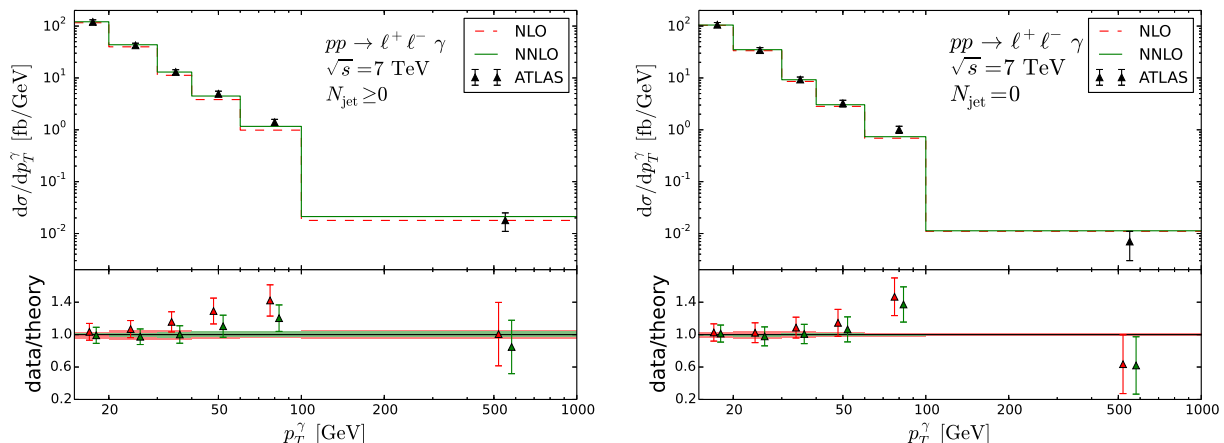 10² 10¹ 10⁰ 10⁻¹ 10⁻²
dσ/dp_T^γ [fb/GeV]
pp → ℓ⁺ ℓ⁻ γ
√s = 7 TeV
N_jet ≥ 0
NLO
NNLO
ATLAS
1.4 1.0 0.6 0.2
data/theory
20 50 100 200 500 1000
p_T^γ [GeV]
10² 10¹ 10⁰ 10⁻¹ 10⁻²
dσ/dp_T^γ [fb/GeV]
pp → ℓ⁺ ℓ⁻ γ
√s = 7 TeV
N_jet = 0
NLO
NNLO
ATLAS
1.4 1.0 0.6 0.2
data/theory
20 50 100 200 500 1000
p_T^γ [GeV]